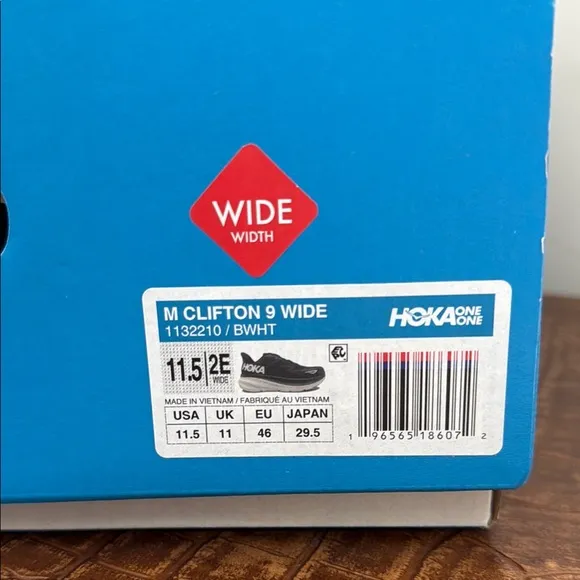 WIDE
WIDTH
M CLIFTON 9 WIDE
HOKA ONE ONE
1132210 / BWHT
11.5 2E
WIDE
HOKA
MADE IN VIETNAM / FABRIQUÉ AU VIETNAM
USA UK EU JAPAN
11.5 11 46 29.5
1 96565 18607 2